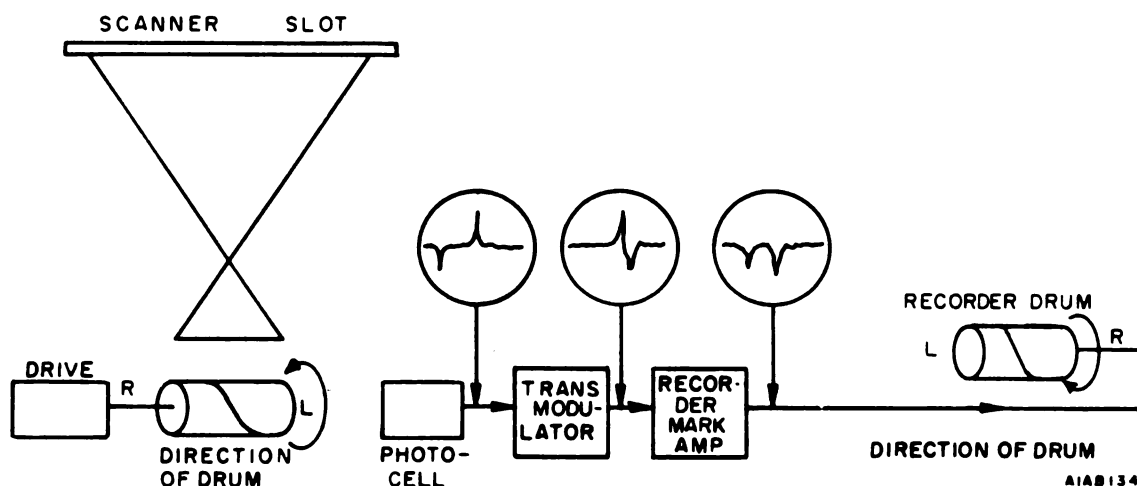 SCANNER SLOT
RECORDER DRUM
L
R
DRIVE
R
L
DIRECTION
OF DRUM
PHOTO-
CELL
TRANS
MODU-
LATOR
RECOR-
DER
MARK
AMP
DIRECTION OF DRUM
A1AB134